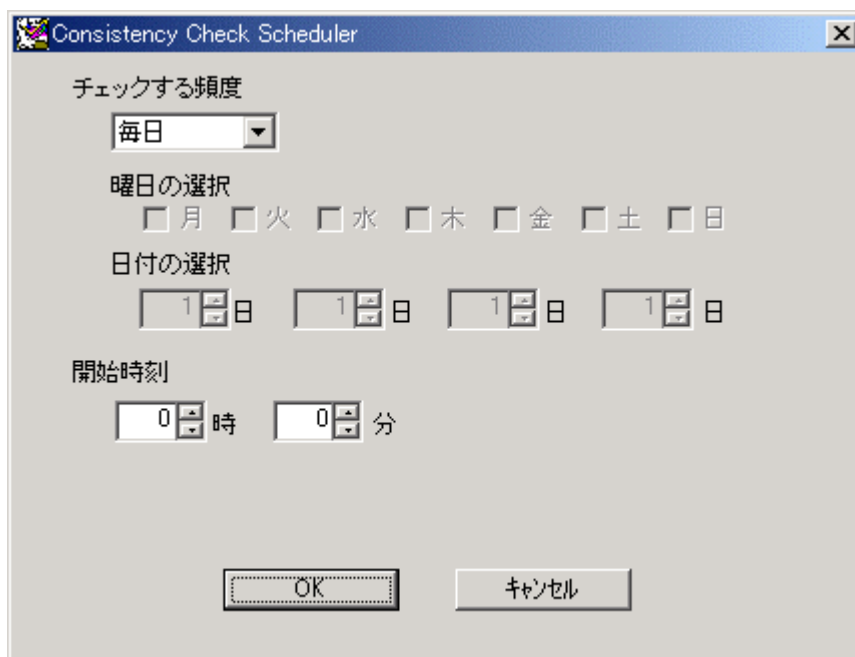 Consistency Check Scheduler
チェックする頻度
毎日
曜日の選択
月 火 水 木 金 土 日
日付の選択
1 日 1 日 1 日 1 日
開始時刻
0 時 0 分
OK キャンセル